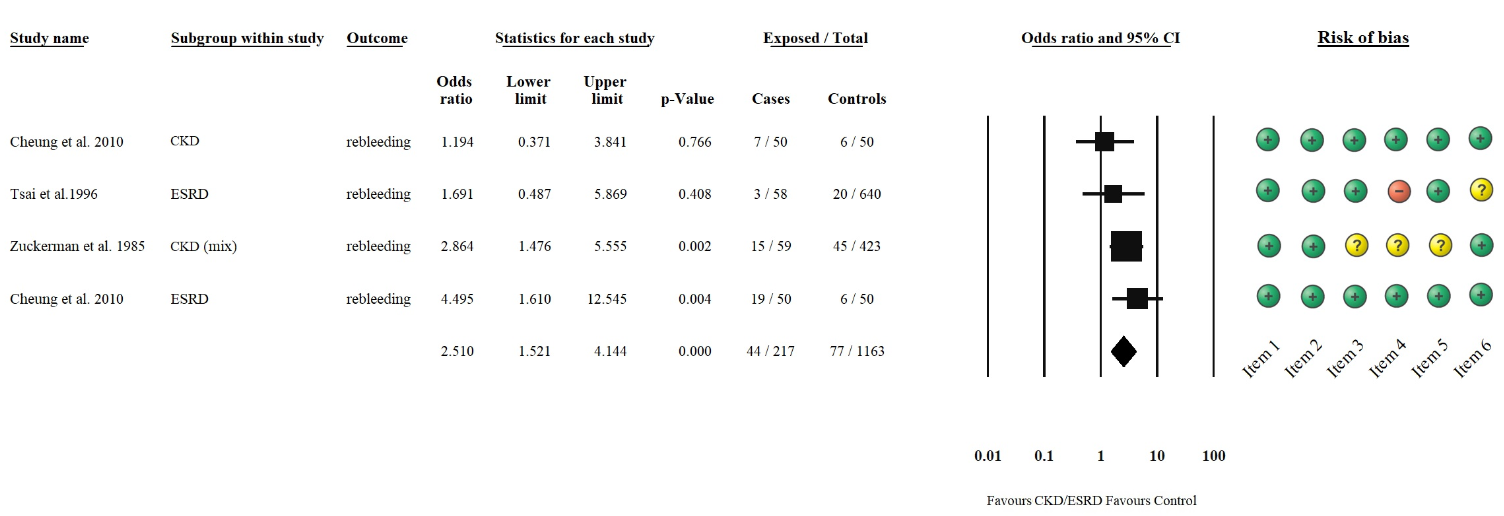 Study name Subgroup within study Outcome Statistics for each study Exposed / Total Odds ratio and 95% CI Risk of bias
Odds ratio Lower limit Upper limit p-Value Cases Controls
Cheung et al. 2010 CKD rebleeding 1.194 0.371 3.841 0.766 7 / 50 6 / 50 + + + + + +
Tsai et al.1996 ESRD rebleeding 1.691 0.487 5.869 0.408 3 / 58 20 / 640 + + + − + ?
Zuckerman et al. 1985 CKD (mix) rebleeding 2.864 1.476 5.555 0.002 15 / 59 45 / 423 + + ? ? ? +
Cheung et al. 2010 ESRD rebleeding 4.495 1.610 12.545 0.004 19 / 50 6 / 50 + + + + + +
2.510 1.521 4.144 0.000 44 / 217 77 / 1163
Item 1 Item 2 Item 3 Item 4 Item 5 Item 6
0.01 0.1 1 10 100
Favours CKD/ESRD Favours Control